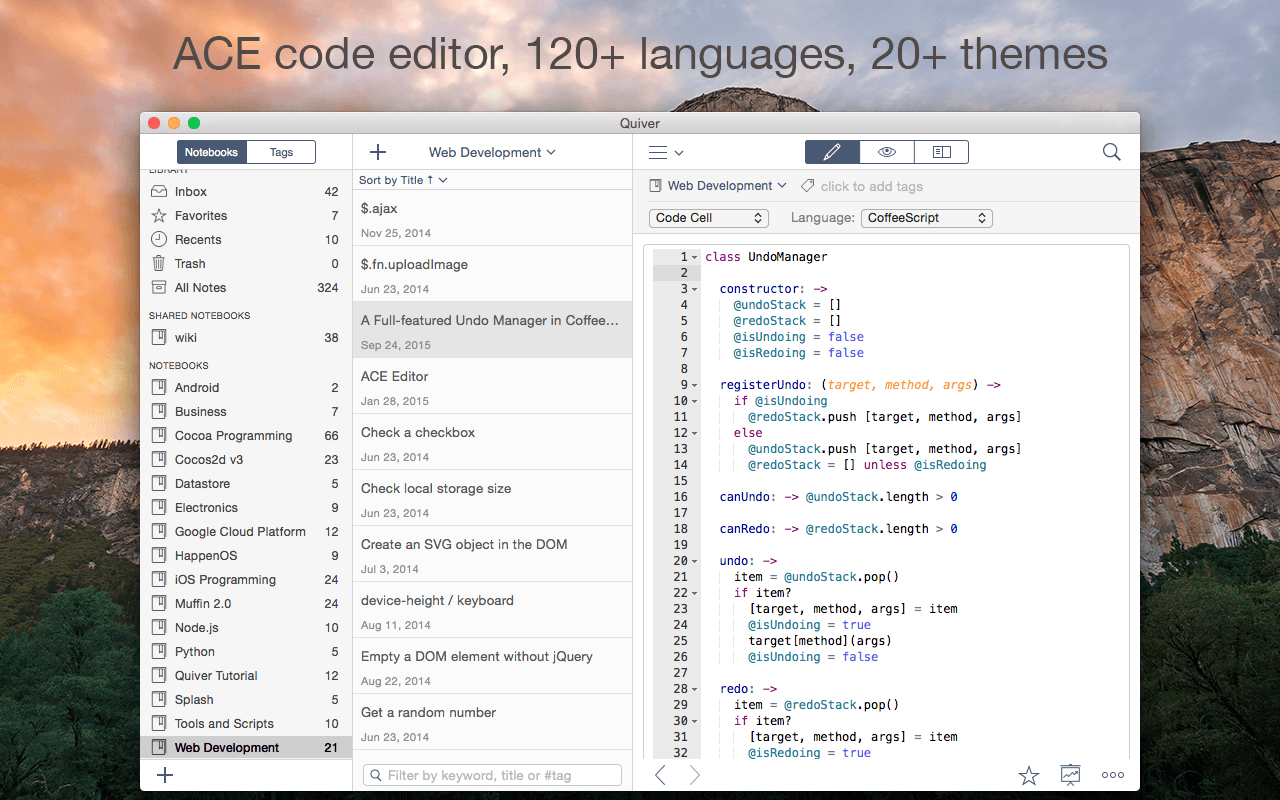 ACE code editor, 120+ languages, 20+ themes
Quiver
Notebooks
Tags
LIBRARY
Inbox 42
Favorites 7
Recents 10
Trash 0
All Notes 324
SHARED NOTEBOOKS
wiki 38
NOTEBOOKS
Android 2
Business 7
Cocoa Programming 66
Cocos2d v3 23
Datastore 5
Electronics 9
Google Cloud Platform 12
HappenOS 9
iOS Programming 24
Muffin 2.0 24
Node.js 10
Python 5
Quiver Tutorial 12
Splash 5
Tools and Scripts 10
Web Development 21
Web Development
Sort by Title ↑
$.ajax
Nov 25, 2014
$.fn.uploadImage
Jun 23, 2014
A Full-featured Undo Manager in Coffee…
Sep 24, 2015
ACE Editor
Jan 28, 2015
Check a checkbox
Jun 23, 2014
Check local storage size
Jun 23, 2014
Create an SVG object in the DOM
Jul 3, 2014
device-height / keyboard
Aug 11, 2014
Empty a DOM element without jQuery
Aug 22, 2014
Get a random number
Jun 23, 2014
Filter by keyword, title or #tag
Web Development click to add tags
Code Cell Language: CoffeeScript
1 class UndoManager
2
3 constructor: ->
4 @undoStack = []
5 @redoStack = []
6 @isUndoing = false
7 @isRedoing = false
8
9 registerUndo: (target, method, args) ->
10 if @isUndoing
11 @redoStack.push [target, method, args]
12 else
13 @undoStack.push [target, method, args]
14 @redoStack = [] unless @isRedoing
15
16 canUndo: -> @undoStack.length > 0
17
18 canRedo: -> @redoStack.length > 0
19
20 undo: ->
21 item = @undoStack.pop()
22 if item?
23 [target, method, args] = item
24 @isUndoing = true
25 target[method](args)
26 @isUndoing = false
27
28 redo: ->
29 item = @redoStack.pop()
30 if item?
31 [target, method, args] = item
32 @isRedoing = true